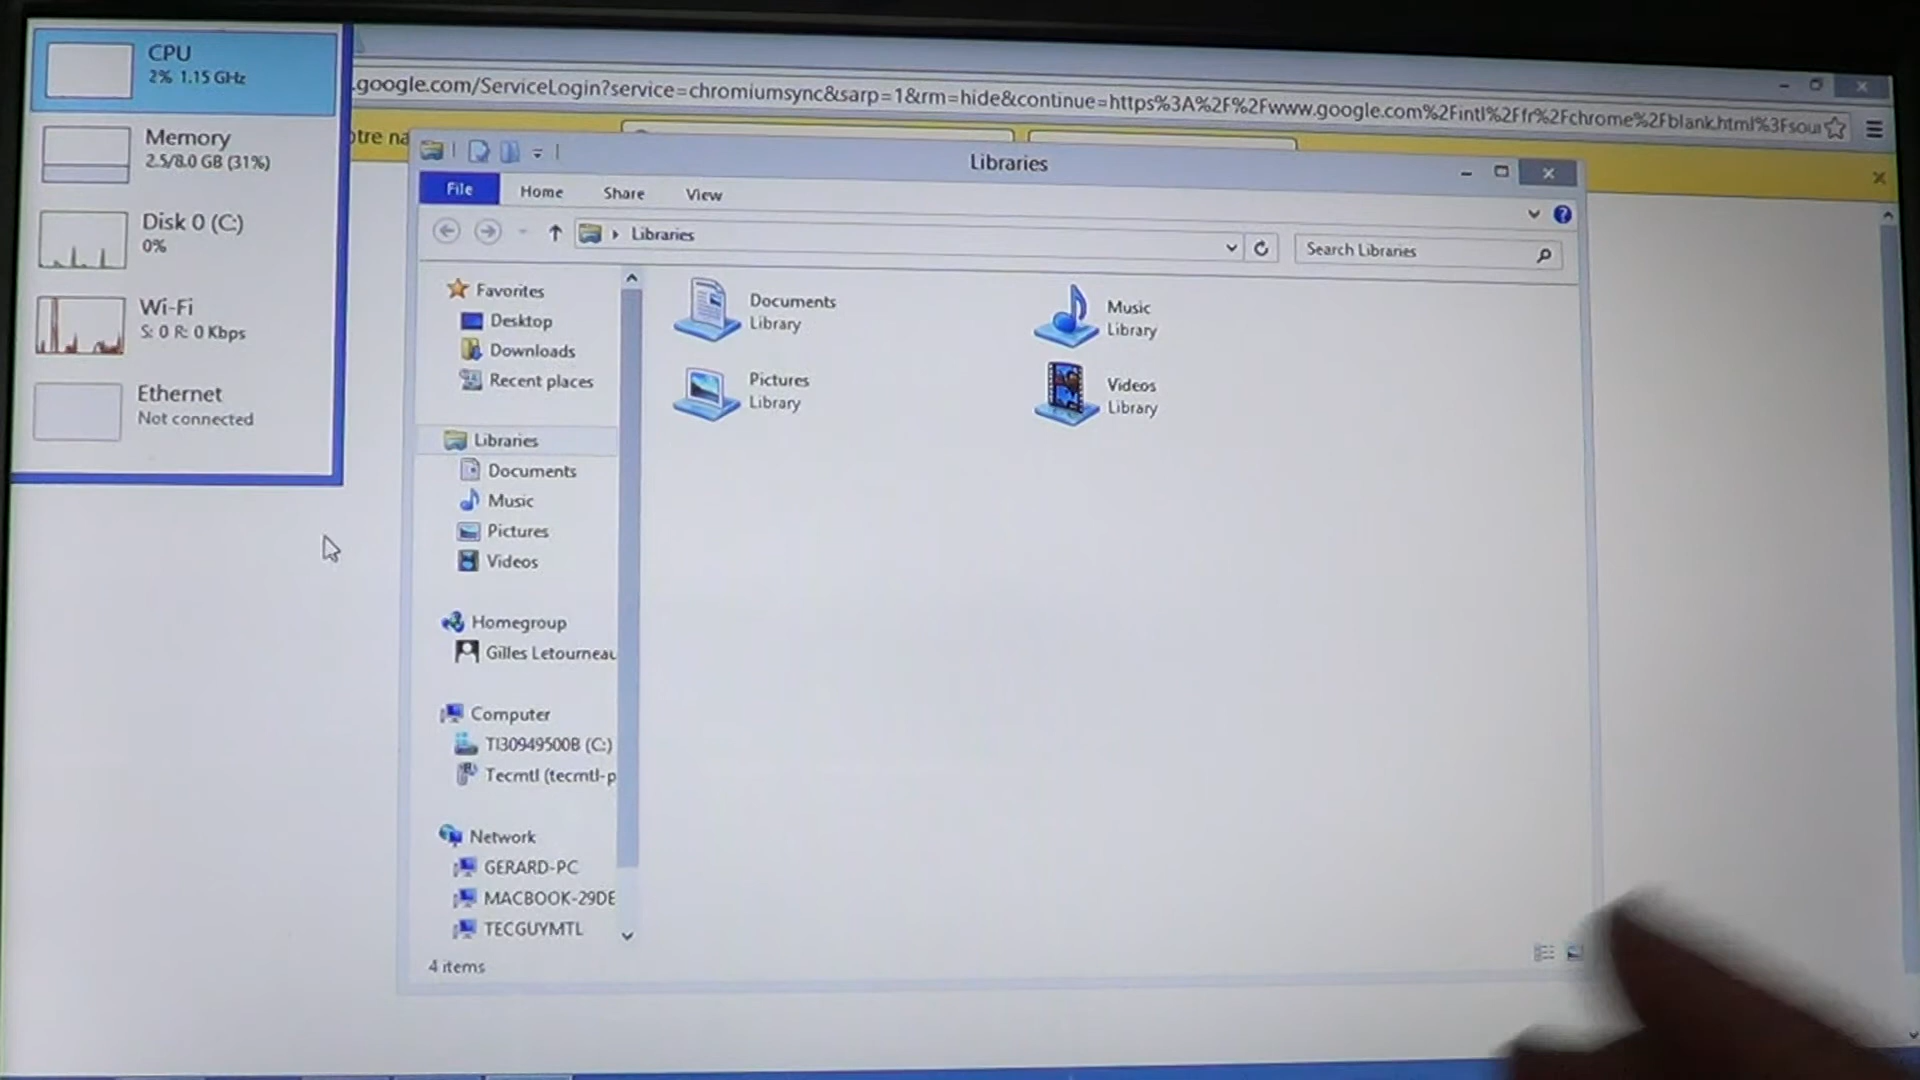 CPU
2% 1.15 GHz
Memory
2.5/8.0 GB (31%)
Disk 0 (C:)
0%
Wi-Fi
S: 0 R: 0 Kbps
Ethernet
Not connected
.google.com/ServiceLogin?service=chromiumsync&sarp=1&rm=hide&continue=https%3A%2F%2Fwww.google.com%2Fintl%2Ffr%2Fchrome%2Fblank.html%3Fsour
otre na
Libraries
File Home Share View
Libraries
Search Libraries
Favorites
Desktop
Downloads
Recent places
Libraries
Documents
Music
Pictures
Videos
Homegroup
Gilles Letourneau
Computer
TI30949500B (C:)
Tecmtl (tecmtl-p
Network
GERARD-PC
MACBOOK-29DE
TECGUYMTL
Documents
Library
Music
Library
Pictures
Library
Videos
Library
4 items